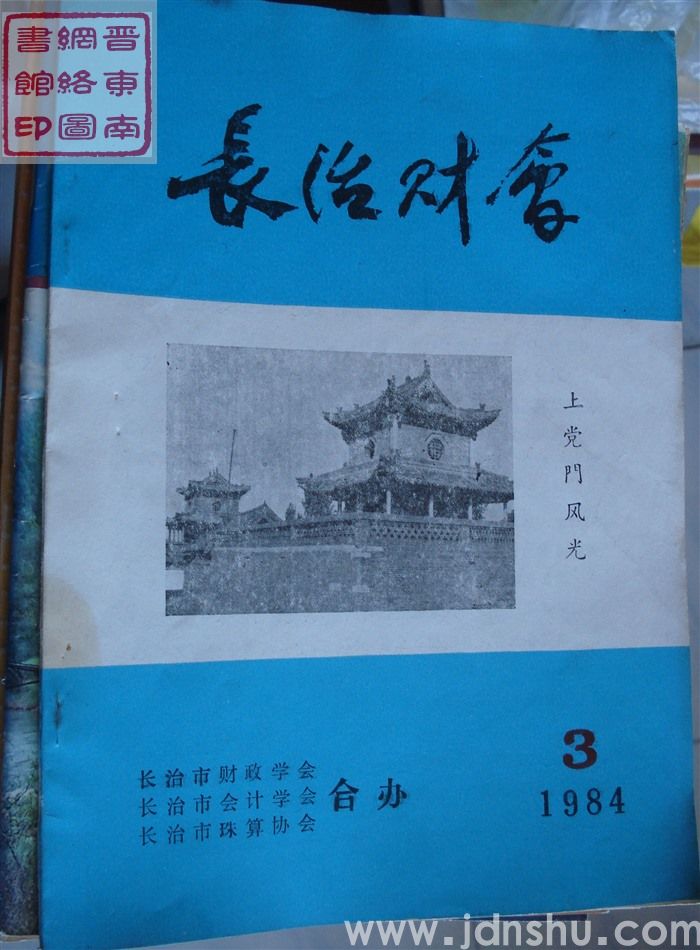 晋東南
網絡圖
書館印
長治财會
上党門风光
长治市财政学会
长治市会计学会
长治市珠算协会
合办
3
1984
www.jdnshu.com